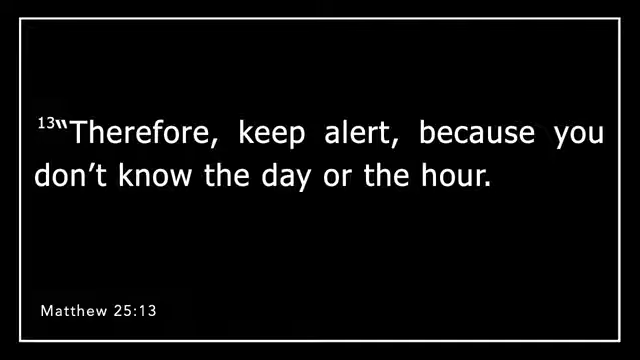 13“Therefore, keep alert, because you
don’t know the day or the hour.
Matthew 25:13